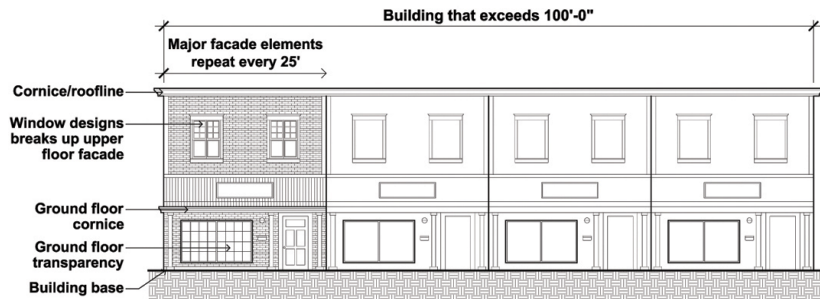 Building that exceeds 100'-0"
Major facade elements
repeat every 25'
Cornice/roofline
Window designs
breaks up upper
floor facade
Ground floor
cornice
Ground floor
transparency
Building base